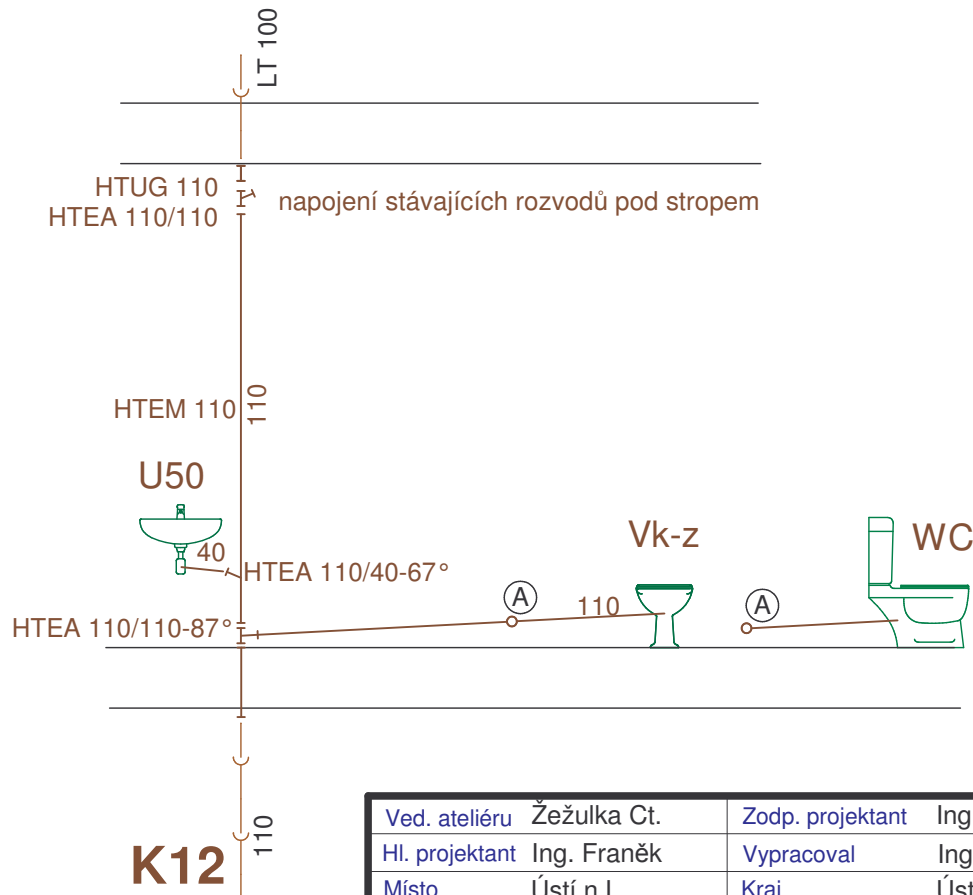 LT 100
HTUG 110
HTEA 110/110
napojení stávajících rozvodů pod stropem
HTEM 110
110
U50
40
HTEA 110/40-67°
Vk-z
WC
A
110
A
HTEA 110/110-87°
110
K12
Ved. ateliéru Žežulka Ct. Zodp. projektant Ing
Hl. projektant Ing. Franěk Vypracoval Ing
Místo Ústí n.L. Kraj Úst